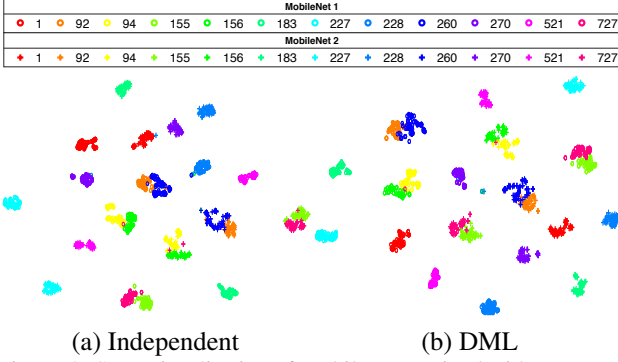 MobileNet 1
1 92 94 155 156 183 227 228 260 270 521 727
MobileNet 2
1 92 94 155 156 183 227 228 260 270 521 727
(a) Independent (b) DML